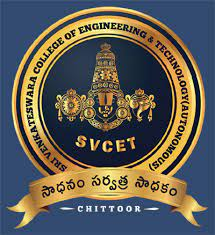 SRI VENKATESWARA COLLEGE OF ENGINEERING & TECHNOLOGY(AUTONOMOUS)
SVCET
సాధనం సర్వత్ర సాధకం
CHITTOOR